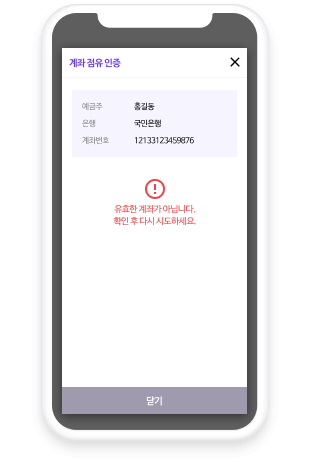 계좌 점유 인증
예금주 홍길동
은행 국민은행
계좌번호 12133123459876
유효한 계좌가 아닙니다.
확인 후 다시 시도하세요.
닫기